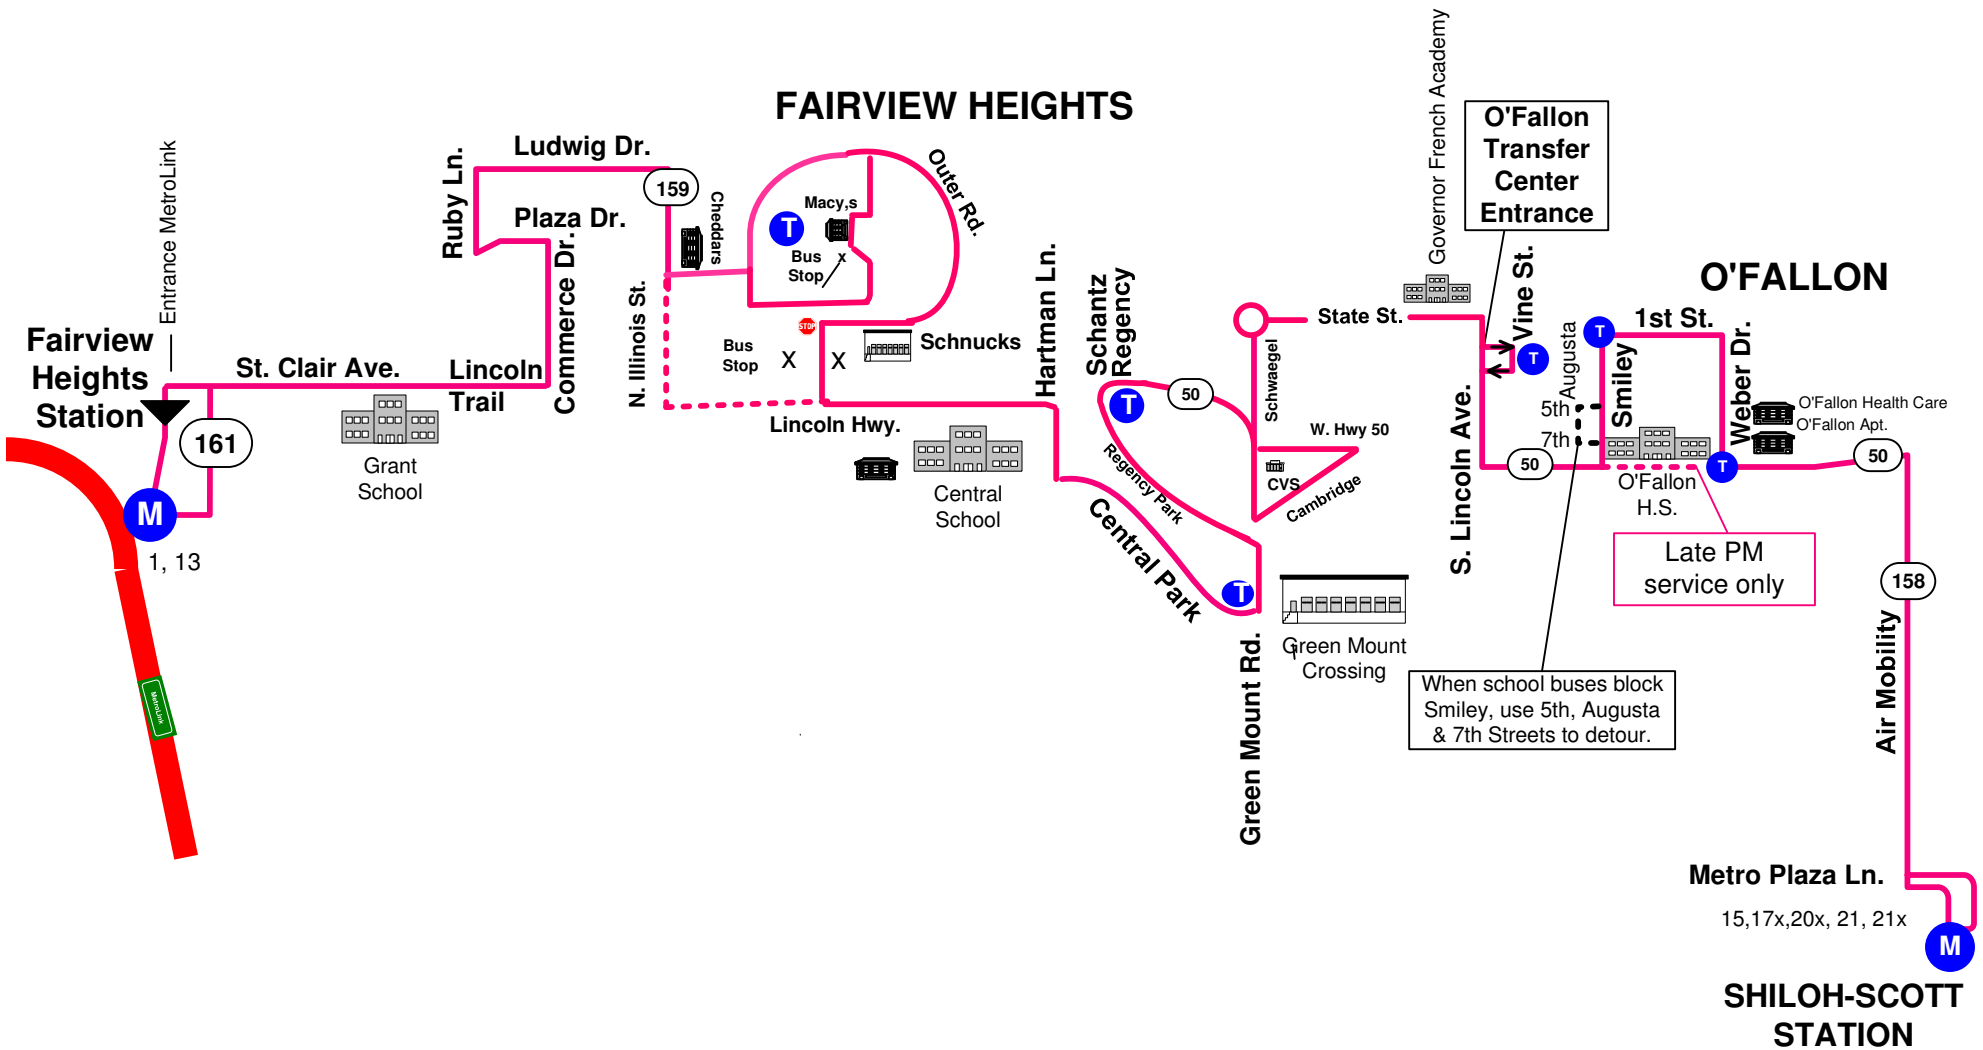 FAIRVIEW HEIGHTS
Governor French Academy
O'Fallon
Transfer
Center
Entrance
Entrance MetroLink
Ruby Ln.
Ludwig Dr.
159
Cheddars
Plaza Dr.
Commerce Dr.
Macy,s
T
Bus
Stop
x
Outer Rd.
N. Illinois St.
STOP
Bus
Stop
X
X
Schnucks
Hartman Ln.
Schantz
Regency
T
50
State St.
Vine St.
T
O'FALLON
T
1st St.
Augusta
Smiley
Weber Dr.
5th
7th
O'Fallon Health Care
O'Fallon Apt.
Fairview
Heights
Station
St. Clair Ave.
Lincoln
Trail
161
Grant
School
M
1, 13
MetroLink
Lincoln Hwy.
Central
School
Regency Park
Central Park
Schwaegel
W. Hwy 50
CVS
Cambridge
S. Lincoln Ave.
50
O'Fallon
H.S.
T
50
T
Green Mount Rd.
Green Mount
Crossing
Late PM
service only
158
Air Mobility
When school buses block
Smiley, use 5th, Augusta
& 7th Streets to detour.
Metro Plaza Ln.
15,17x,20x, 21, 21x
M
SHILOH-SCOTT
STATION